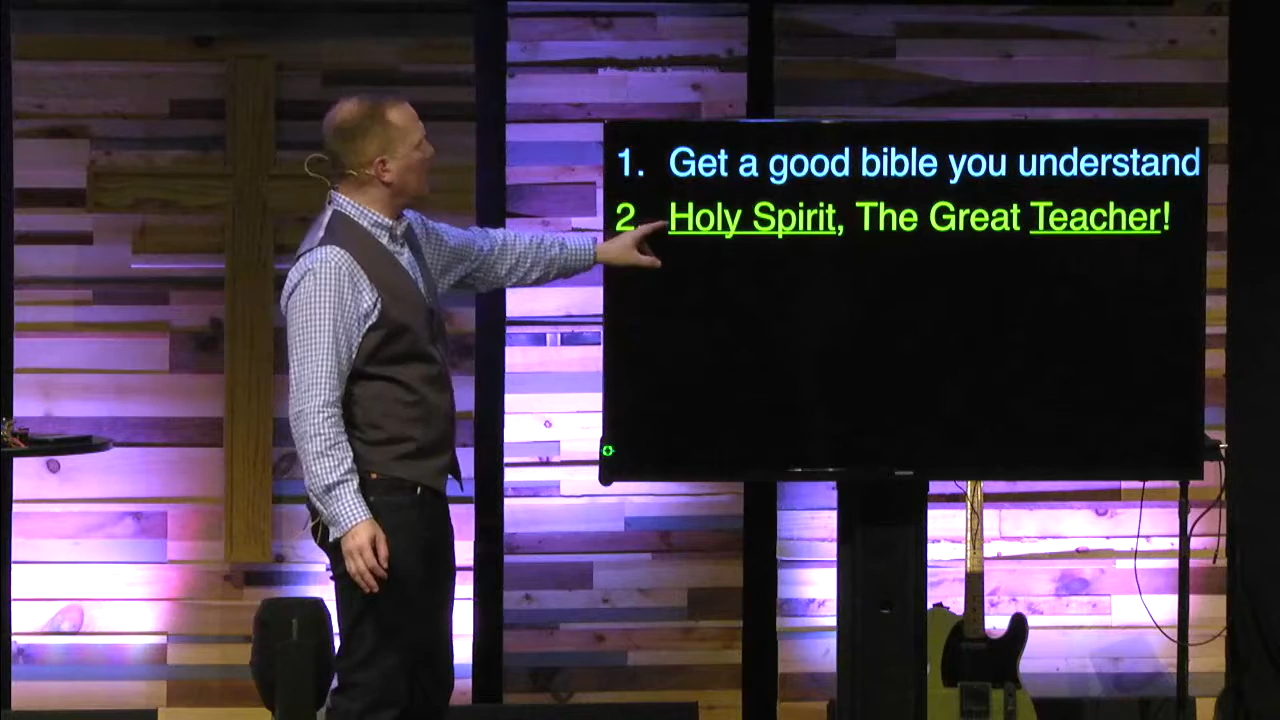 1. Get a good bible you understand
2. Holy Spirit, The Great Teacher!